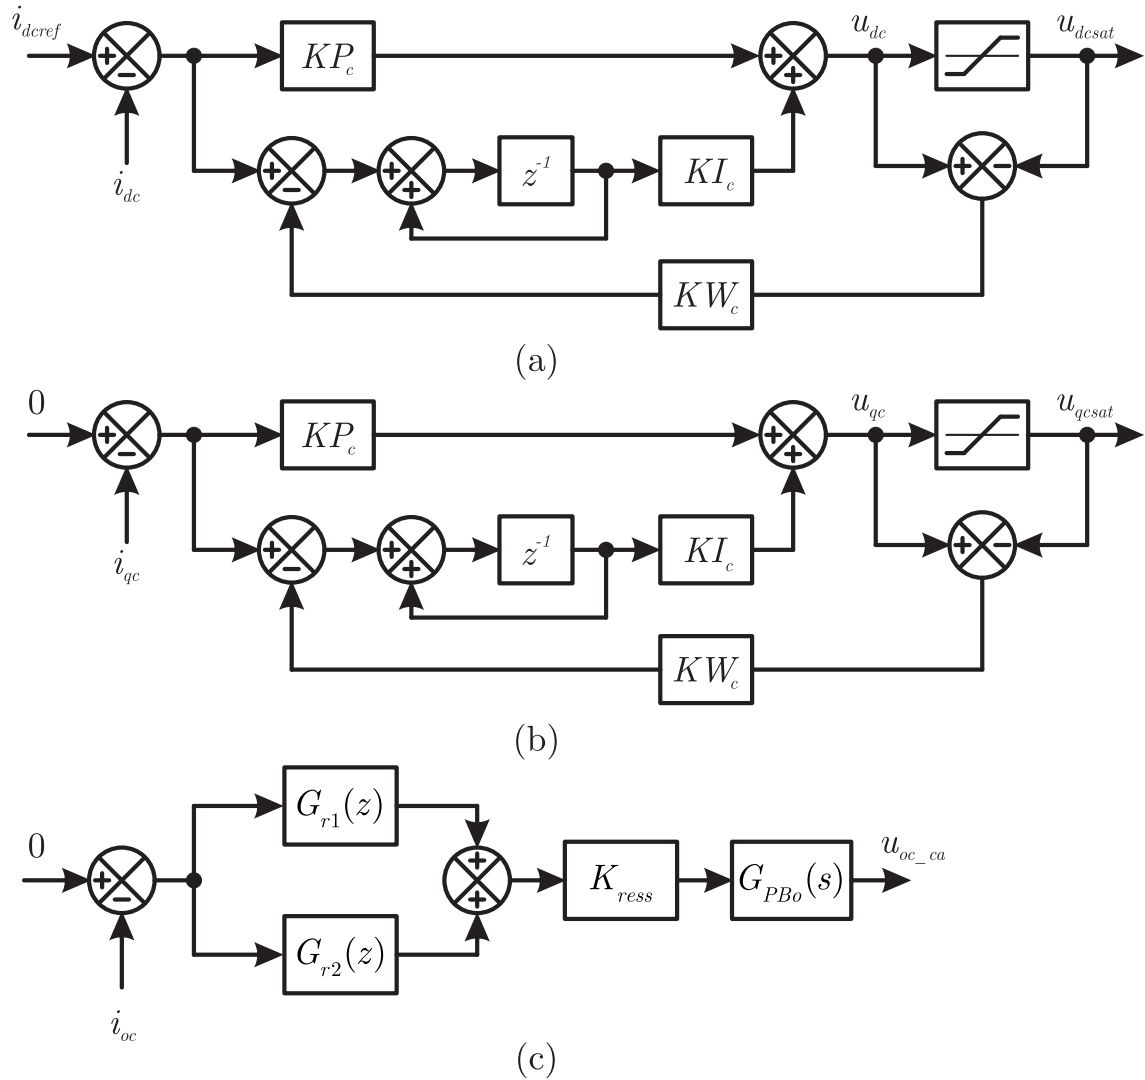 i_dcref
u_dc
u_dcsat
+
−
KP_c
+
+
i_dc
+
−
+
+
z^-1
KI_c
+
−
KW_c
(a)
0
u_qc
u_qcsat
+
−
KP_c
+
+
i_qc
+
−
+
+
z^-1
KI_c
+
−
KW_c
(b)
G_r1(z)
0
u_oc_ca
+
−
+
+
K_ress
G_PBo(s)
G_r2(z)
i_oc
(c)